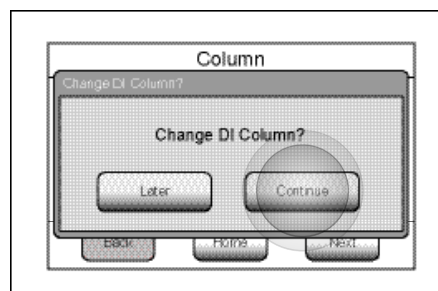 Column
Change DI Column?
Change DI Column?
Later
Continue
Back
Home
Next